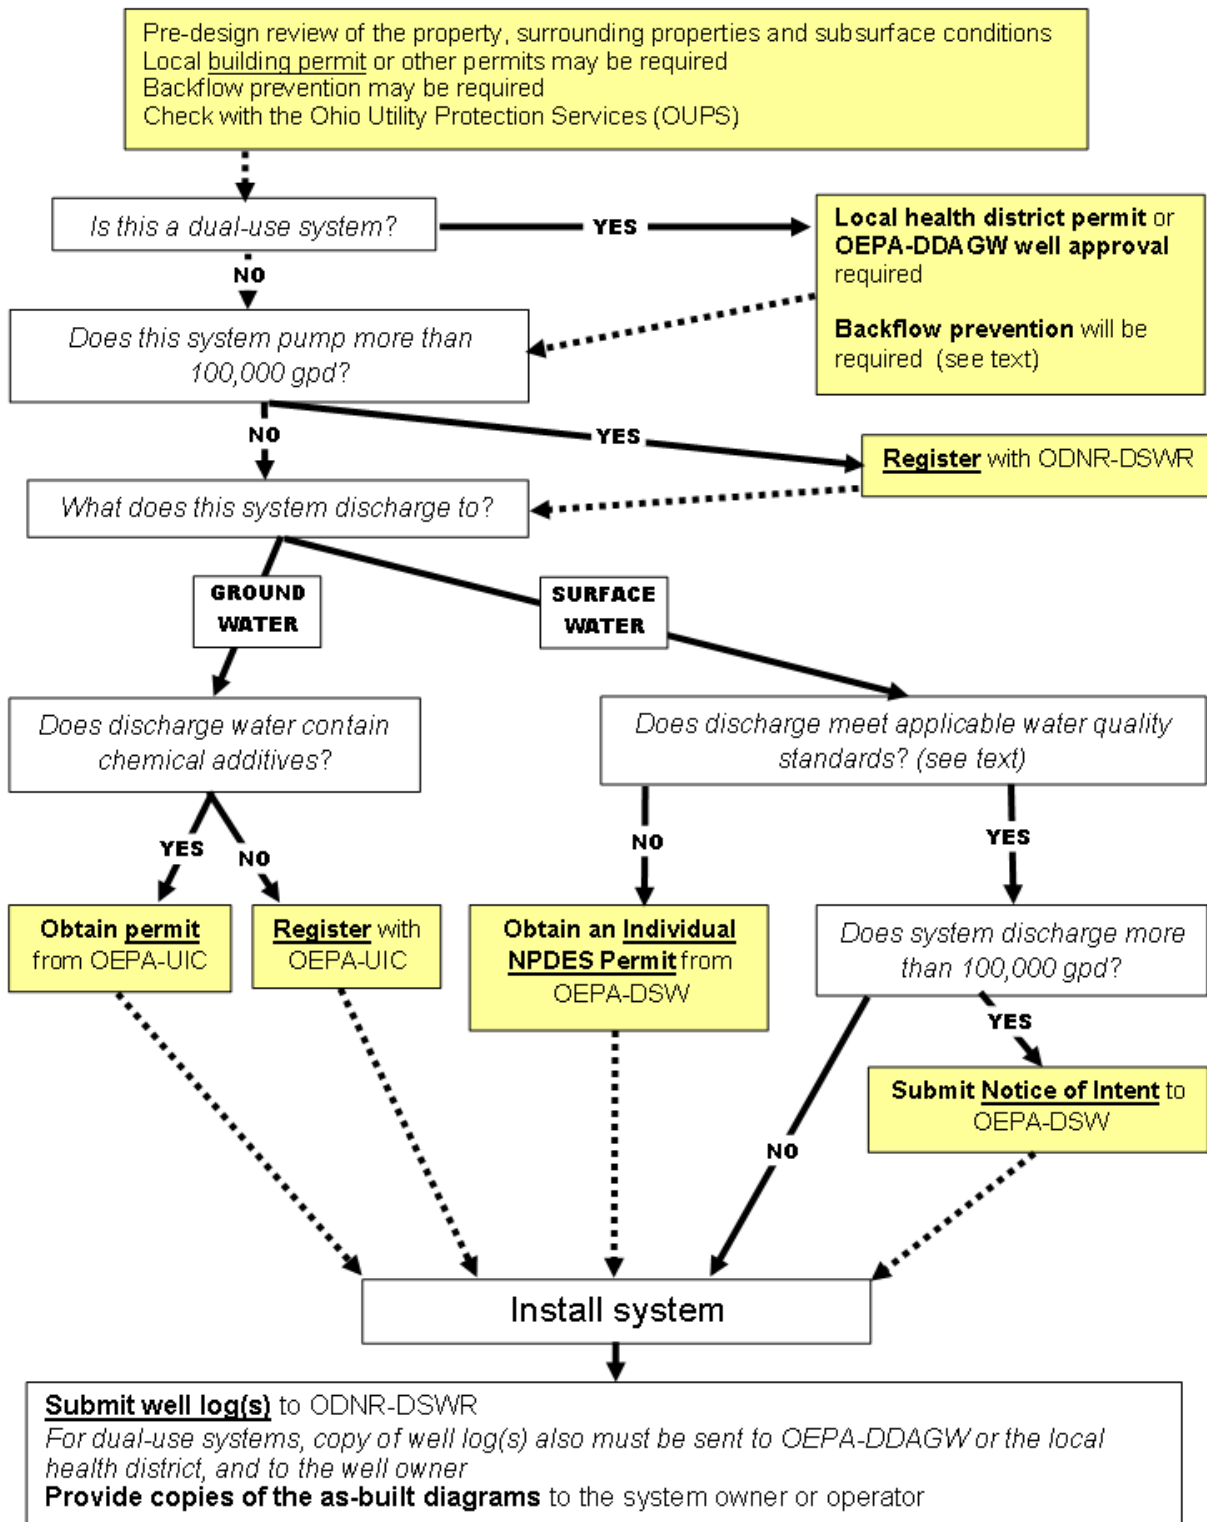 Pre-design review of the property, surrounding properties and subsurface conditions
Local building permit or other permits may be required
Backflow prevention may be required
Check with the Ohio Utility Protection Services (OUPS)
Is this a dual-use system?
YES
Local health district permit or
OEPA-DDAGW well approval
required
Backflow prevention will be
required (see text)
NO
Does this system pump more than
100,000 gpd?
NO
YES
Register with ODNR-DSWR
What does this system discharge to?
GROUND
WATER
SURFACE
WATER
Does discharge water contain
chemical additives?
Does discharge meet applicable water quality
standards? (see text)
YES
NO
NO
YES
Obtain permit
from OEPA-UIC
Register with
OEPA-UIC
Obtain an Individual
NPDES Permit from
OEPA-DSW
Does system discharge more
than 100,000 gpd?
YES
Submit Notice of Intent to
OEPA-DSW
NO
Install system
Submit well log(s) to ODNR-DSWR
For dual-use systems, copy of well log(s) also must be sent to OEPA-DDAGW or the local
health district, and to the well owner
Provide copies of the as-built diagrams to the system owner or operator